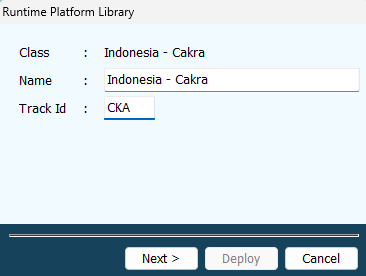 Runtime Platform Library
Class : Indonesia - Cakra
Name : Indonesia - Cakra
Track Id : CKA
Next > Deploy Cancel